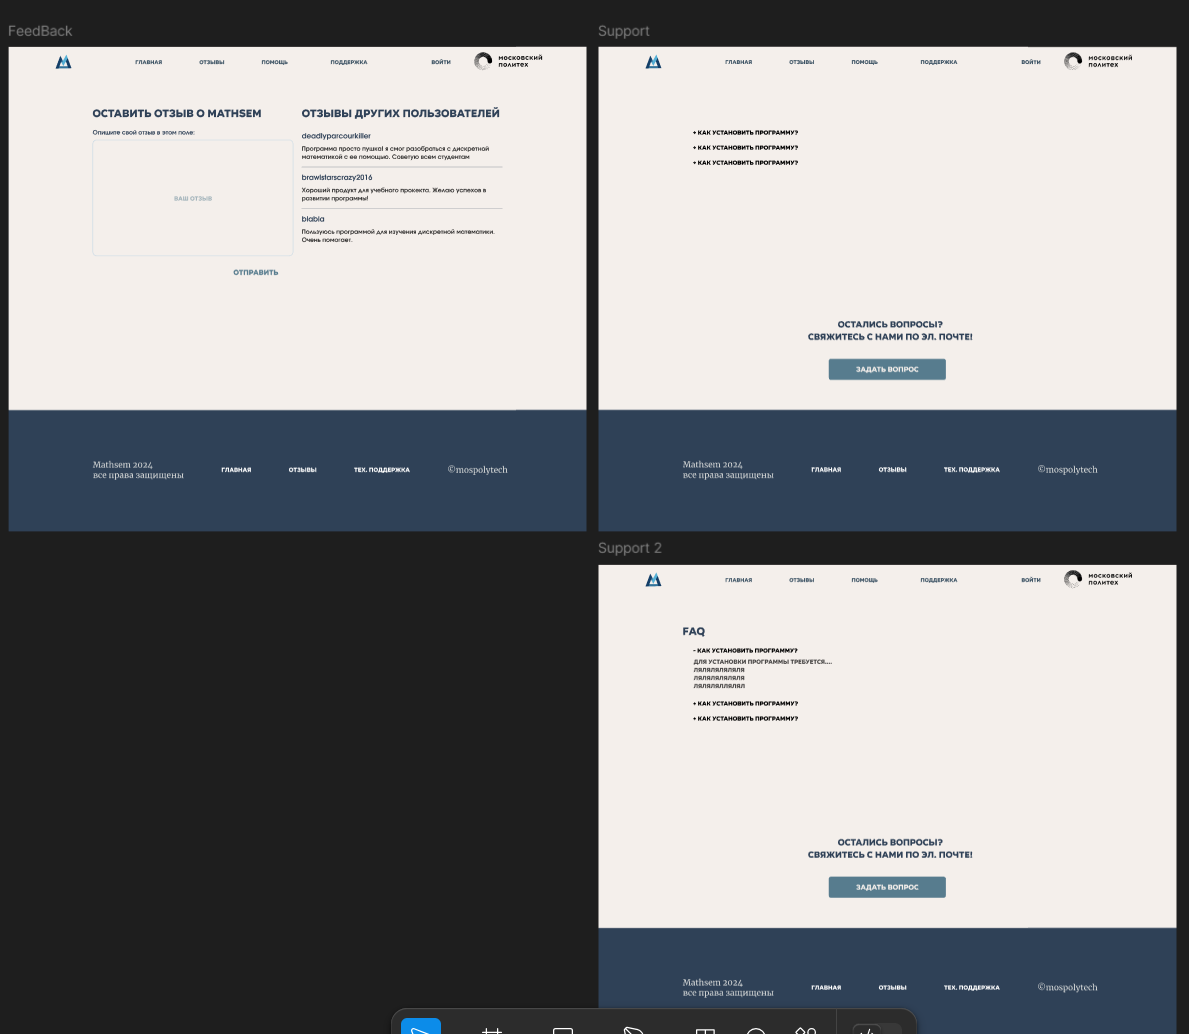 FeedBack
ГЛАВНАЯ ОТЗЫВЫ ПОМОЩЬ ПОДДЕРЖКА ВОЙТИ МОСКОВСКИЙ
ПОЛИТЕХ
ОСТАВИТЬ ОТЗЫВ О MATHSEM
Опишите свой отзыв в этом поле:
ВАШ ОТЗЫВ
ОТПРАВИТЬ
ОТЗЫВЫ ДРУГИХ ПОЛЬЗОВАТЕЛЕЙ
deadlyparcourkiller
Программа просто пушка! я смог разобраться с дискретной
математикой с ее помощью. Советую всем студентам
brawlstarscrazy2016
Хороший продукт для учебного прокекта. Желаю успехов в
развитии программы!
blabla
Пользуюсь программой для изучения дискретной математики.
Очень помогает.
Mathsem 2024
все права защищены
ГЛАВНАЯ ОТЗЫВЫ ТЕХ. ПОДДЕРЖКА ©mospolytech
Support
ГЛАВНАЯ ОТЗЫВЫ ПОМОЩЬ ПОДДЕРЖКА ВОЙТИ МОСКОВСКИЙ
ПОЛИТЕХ
+ КАК УСТАНОВИТЬ ПРОГРАММУ?
+ КАК УСТАНОВИТЬ ПРОГРАММУ?
+ КАК УСТАНОВИТЬ ПРОГРАММУ?
ОСТАЛИСЬ ВОПРОСЫ?
СВЯЖИТЕСЬ С НАМИ ПО ЭЛ. ПОЧТЕ!
ЗАДАТЬ ВОПРОС
Mathsem 2024
все права защищены
ГЛАВНАЯ ОТЗЫВЫ ТЕХ. ПОДДЕРЖКА ©mospolytech
Support 2
ГЛАВНАЯ ОТЗЫВЫ ПОМОЩЬ ПОДДЕРЖКА ВОЙТИ МОСКОВСКИЙ
ПОЛИТЕХ
FAQ
- КАК УСТАНОВИТЬ ПРОГРАММУ?
ДЛЯ УСТАНОВКИ ПРОГРАММЫ ТРЕБУЕТСЯ....
ЛЯЛЯЛЯЛЯЛЯЛЯ
ЛЯЛЯЛЯЛЯЛЯЛЯ
ЛЯЛЯЛЯЛЛЯЛЯЛ
+ КАК УСТАНОВИТЬ ПРОГРАММУ?
+ КАК УСТАНОВИТЬ ПРОГРАММУ?
ОСТАЛИСЬ ВОПРОСЫ?
СВЯЖИТЕСЬ С НАМИ ПО ЭЛ. ПОЧТЕ!
ЗАДАТЬ ВОПРОС
Mathsem 2024
все права защищены
ГЛАВНАЯ ОТЗЫВЫ ТЕХ. ПОДДЕРЖКА ©mospolytech